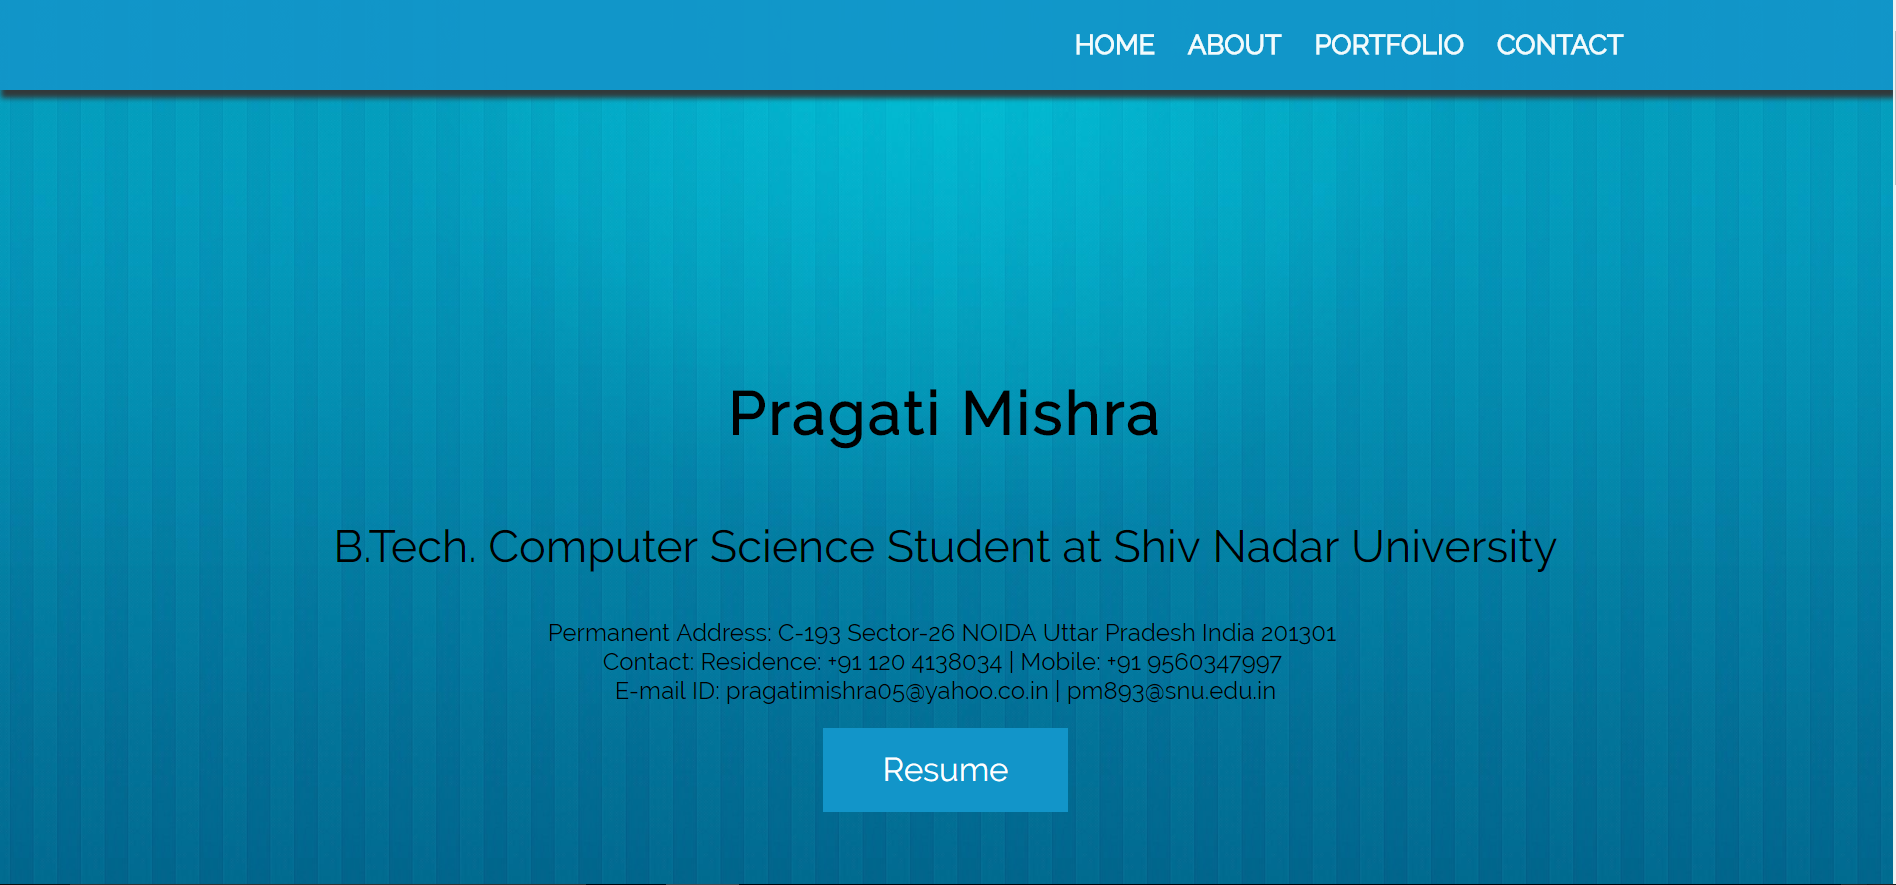 HOME ABOUT PORTFOLIO CONTACT
Pragati Mishra
B.Tech. Computer Science Student at Shiv Nadar University
Permanent Address: C-193 Sector-26 NOIDA Uttar Pradesh India 201301
Contact: Residence: +91 120 4138034 | Mobile: +91 9560347997
E-mail ID: pragatimishra05@yahoo.co.in | pm893@snu.edu.in
Resume